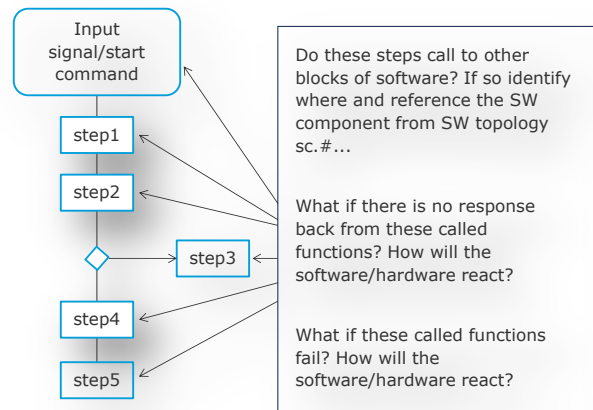 Input
signal/start
command
step1
step2
step3
step4
step5
Do these steps call to other
blocks of software? If so identify
where and reference the SW
component from SW topology
sc.#...
What if there is no response
back from these called
functions? How will the
software/hardware react?
What if these called functions
fail? How will the
software/hardware react?